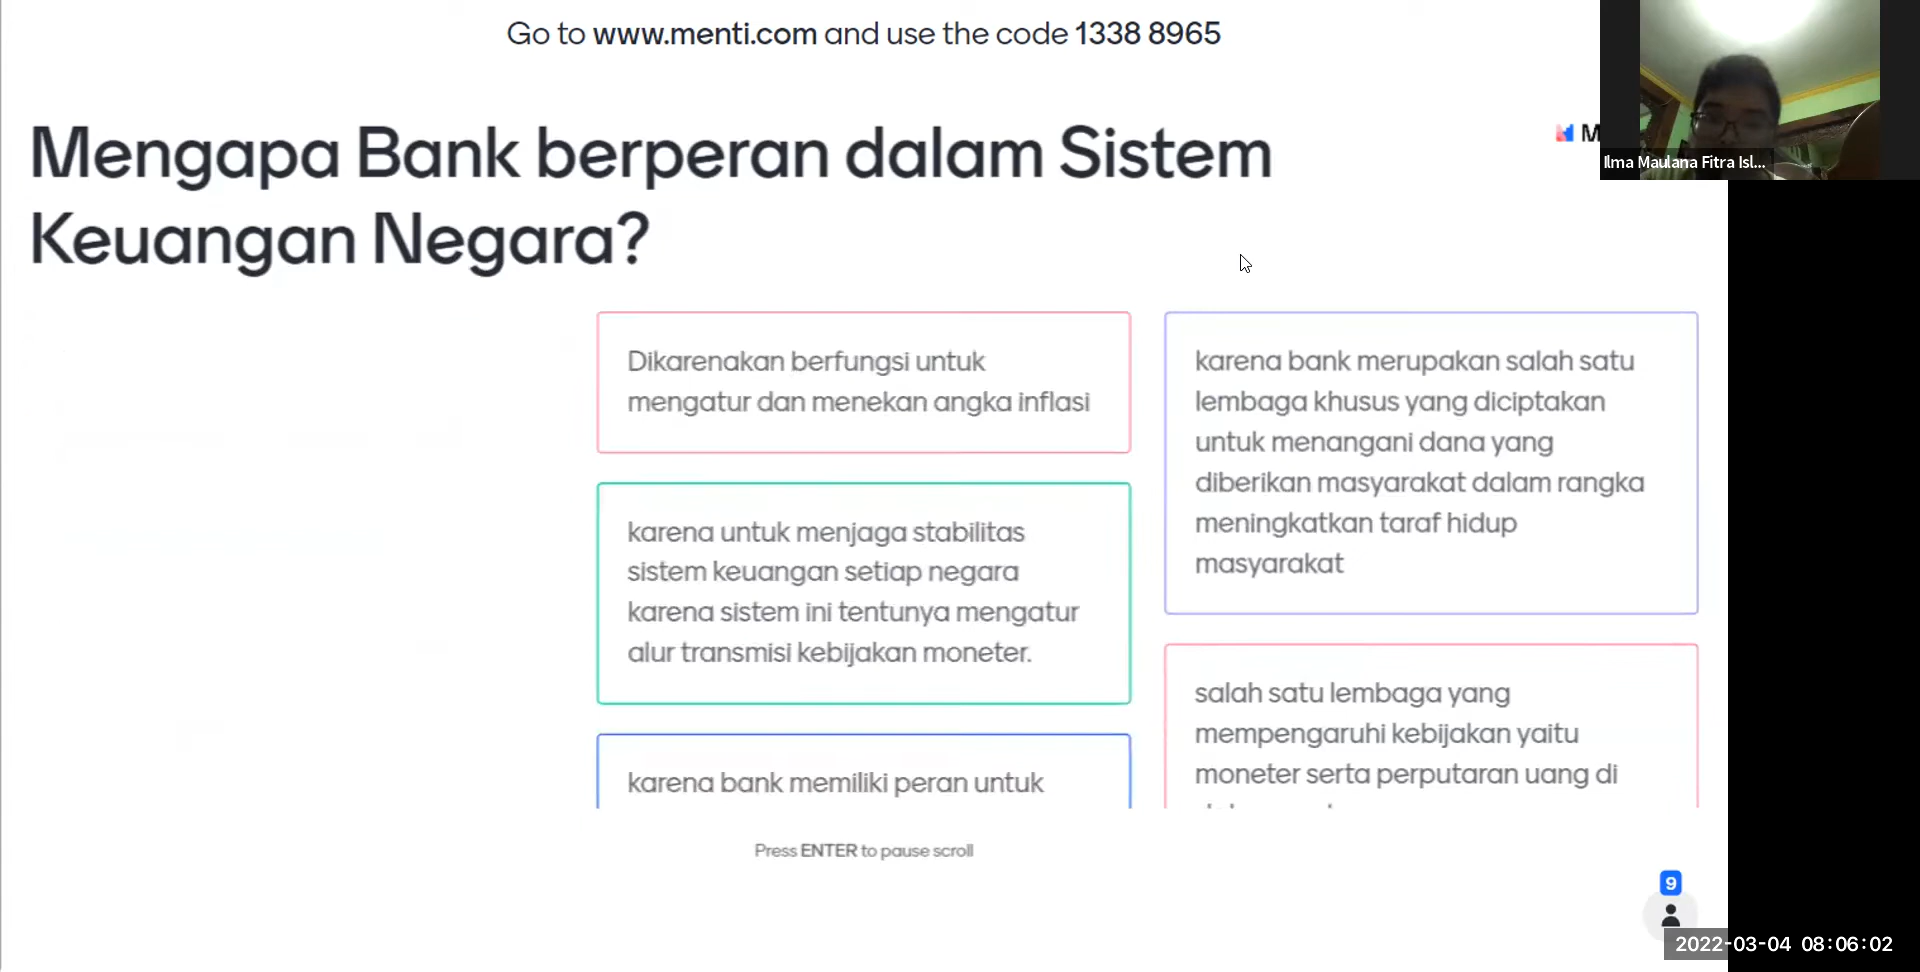 Go to www.menti.com and use the code 1338 8965
Mengapa Bank berperan dalam Sistem
Keuangan Negara?
M
Ilma Maulana Fitra Isl...
Dikarenakan berfungsi untuk
mengatur dan menekan angka inflasi
karena untuk menjaga stabilitas
sistem keuangan setiap negara
karena sistem ini tentunya mengatur
alur transmisi kebijakan moneter.
karena bank memiliki peran untuk
karena bank merupakan salah satu
lembaga khusus yang diciptakan
untuk menangani dana yang
diberikan masyarakat dalam rangka
meningkatkan taraf hidup
masyarakat
salah satu lembaga yang
mempengaruhi kebijakan yaitu
moneter serta perputaran uang di
Press ENTER to pause scroll
9
2022-03-04 08:06:02